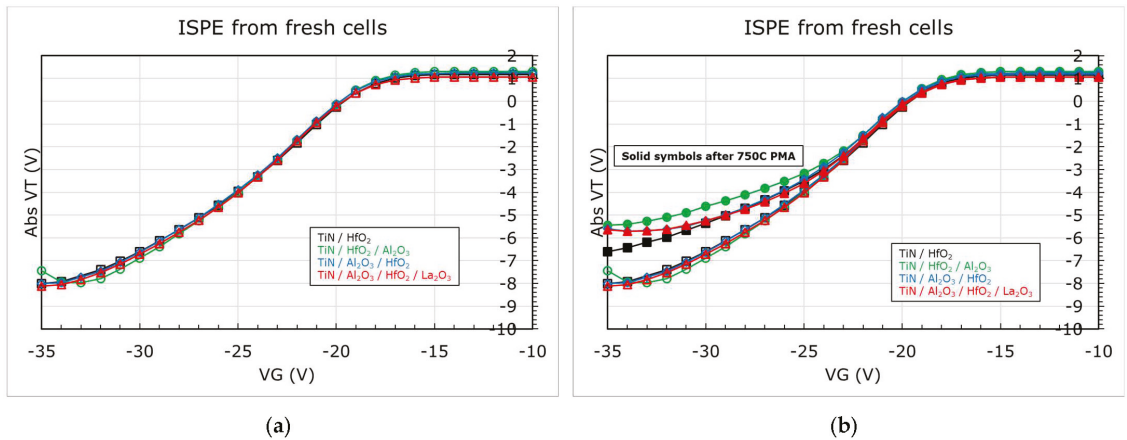 ISPE from fresh cells
Abs VT (V)
2
1
0
-1
-2
-3
-4
-5
-6
-7
-8
-9
-10
TiN / HfO₂
TiN / HfO₂ / Al₂O₃
TiN / Al₂O₃ / HfO₂
TiN / Al₂O₃ / HfO₂ / La₂O₃
-35 -30 -25 -20 -15 -10
VG (V)
(a)
ISPE from fresh cells
Abs VT (V)
2
1
0
-1
-2
-3
-4
-5
-6
-7
-8
-9
-10
Solid symbols after 750C PMA
TiN / HfO₂
TiN / HfO₂ / Al₂O₃
TiN / Al₂O₃ / HfO₂
TiN / Al₂O₃ / HfO₂ / La₂O₃
-35 -30 -25 -20 -15 -10
VG (V)
(b)